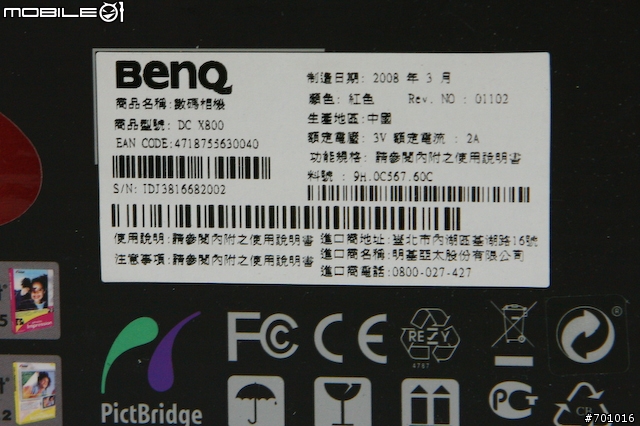 MOBILE01
BENQ
商品名稱:數碼相機
商品型號: DC X800
EAN CODE:4718755630040
S/N: IDJ3816682002
製造日期: 2008 年 3 月
顏色: 紅色 Rev. NO : 01102
生產地區:中國
額定電壓: 3V 額定電流 : 2A
功能規格: 請參閱內附之使用說明書
料號 : 9H.0C567.60C
使用說明:請參閱內附之使用說明書
注意事項:請參閱內附之使用說明書
進口商地址:臺北市內湖區基湖路16號
進口商名稱:明基亞太股份有限公司
進口商電話:0800-027-427
PictBridge
FC
CE
RESY
4787
PCT
CB
#701016